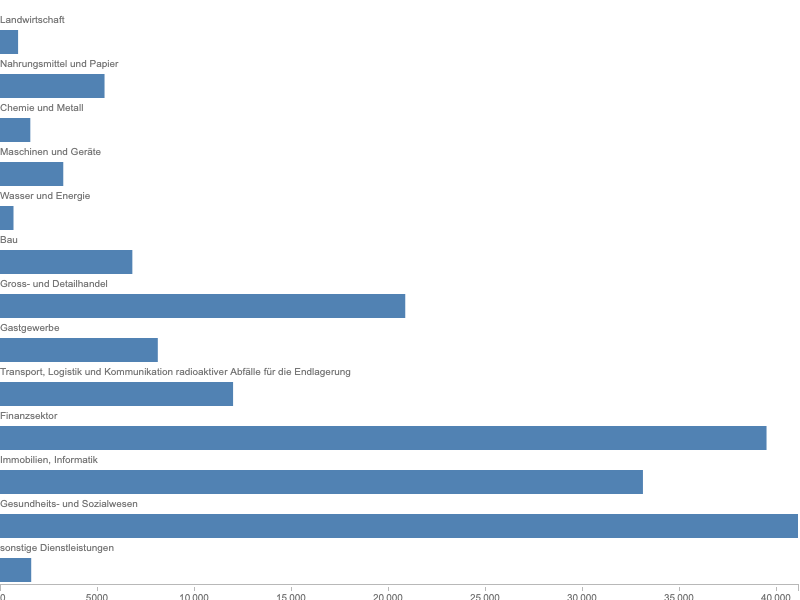 Landwirtschaft
Nahrungsmittel und Papier
Chemie und Metall
Maschinen und Geräte
Wasser und Energie
Bau
Gross- und Detailhandel
Gastgewerbe
Transport, Logistik und Kommunikation radioaktiver Abfälle für die Endlagerung
Finanzsektor
Immobilien, Informatik
Gesundheits- und Sozialwesen
sonstige Dienstleistungen
0 5000 10 000 15 000 20 000 25 000 30 000 35 000 40 000